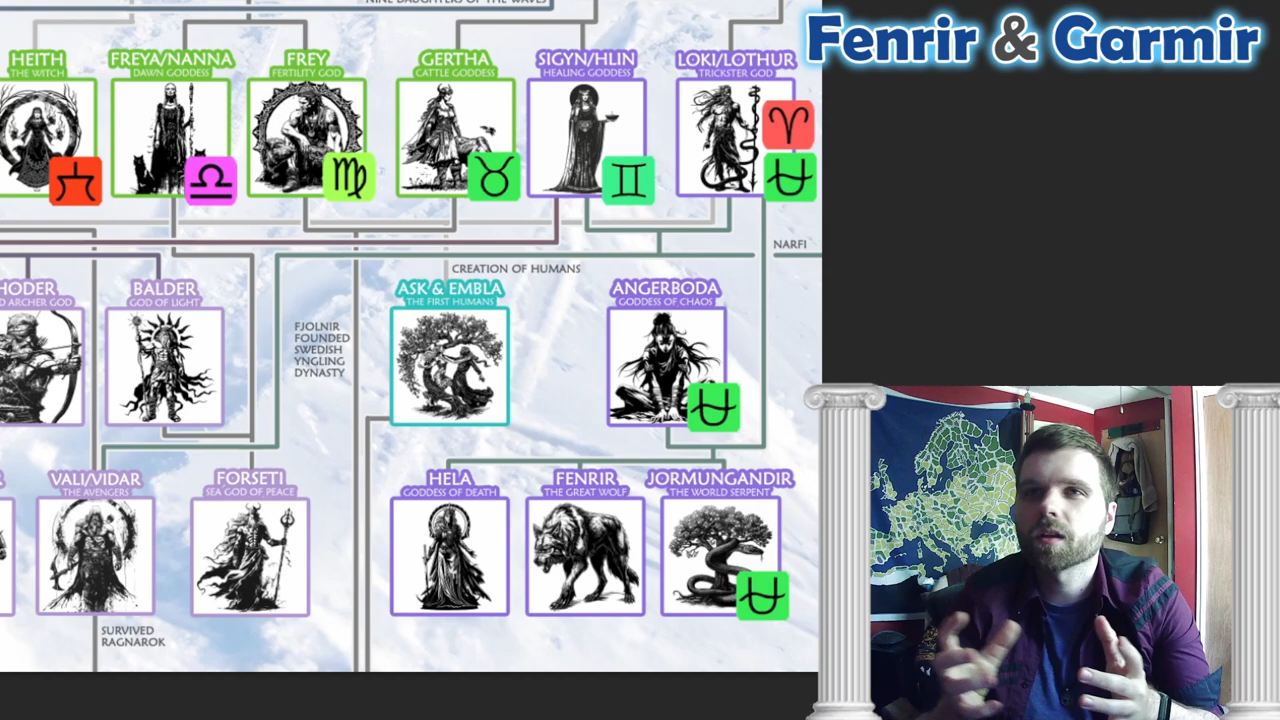 NINE DAUGHTERS OF THE WAVES
Fenrir & Garmir
HEITH
THE WITCH
FREYA/NANNA
DAWN GODDESS
FREY
FERTILITY GOD
GERTHA
CATTLE GODDESS
SIGYN/HLIN
HEALING GODDESS
LOKI/LOTHUR
TRICKSTER GOD
NARFI
CREATION OF HUMANS
HODER
D ARCHER GOD
BALDER
GOD OF LIGHT
FJOLNIR
FOUNDED
SWEDISH
YNGLING
DYNASTY
ASK & EMBLA
THE FIRST HUMANS
ANGERBODA
GODDESS OF CHAOS
VALI/VIDAR
THE AVENGERS
FORSETI
SEA GOD OF PEACE
HELA
GODDESS OF DEATH
FENRIR
THE GREAT WOLF
JORMUNGANDIR
THE WORLD SERPENT
SURVIVED
RAGNAROK